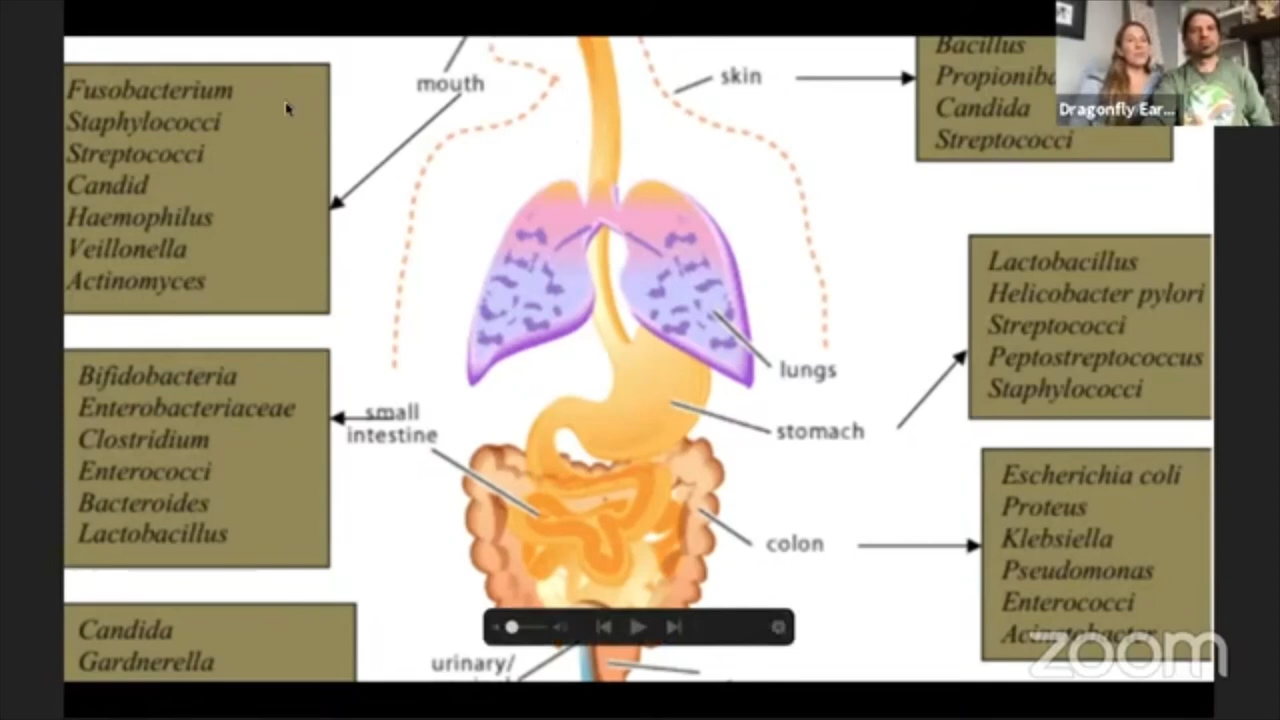 mouth
skin
Fusobacterium
Staphylococci
Streptococci
Candid
Haemophilus
Veillonella
Actinomyces
Bacillus
Candida
Streptococci
Dragonfly Ear...
lungs
stomach
Lactobacillus
Helicobacter pylori
Streptococci
Peptostreptococcus
Staphylococci
small
intestine
Bifidobacteria
Enterobacteriaceae
Clostridium
Enterococci
Bacteroides
Lactobacillus
colon
Escherichia coli
Proteus
Klebsiella
Pseudomonas
Enterococci
Acinetobacter
Candida
Gardnerella
urinary/
zoom